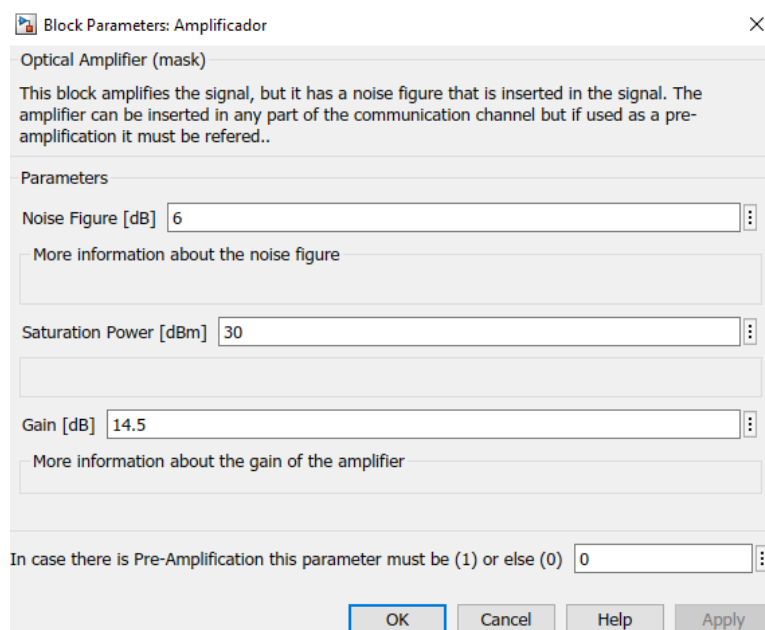 Block Parameters: Amplificador
Optical Amplifier (mask)
This block amplifies the signal, but it has a noise figure that is inserted in the signal. The
amplifier can be inserted in any part of the communication channel but if used as a pre-
amplification it must be refered..
Parameters
Noise Figure [dB] 6
More information about the noise figure
Saturation Power [dBm] 30
Gain [dB] 14.5
More information about the gain of the amplifier
In case there is Pre-Amplification this parameter must be (1) or else (0) 0
OK Cancel Help Apply